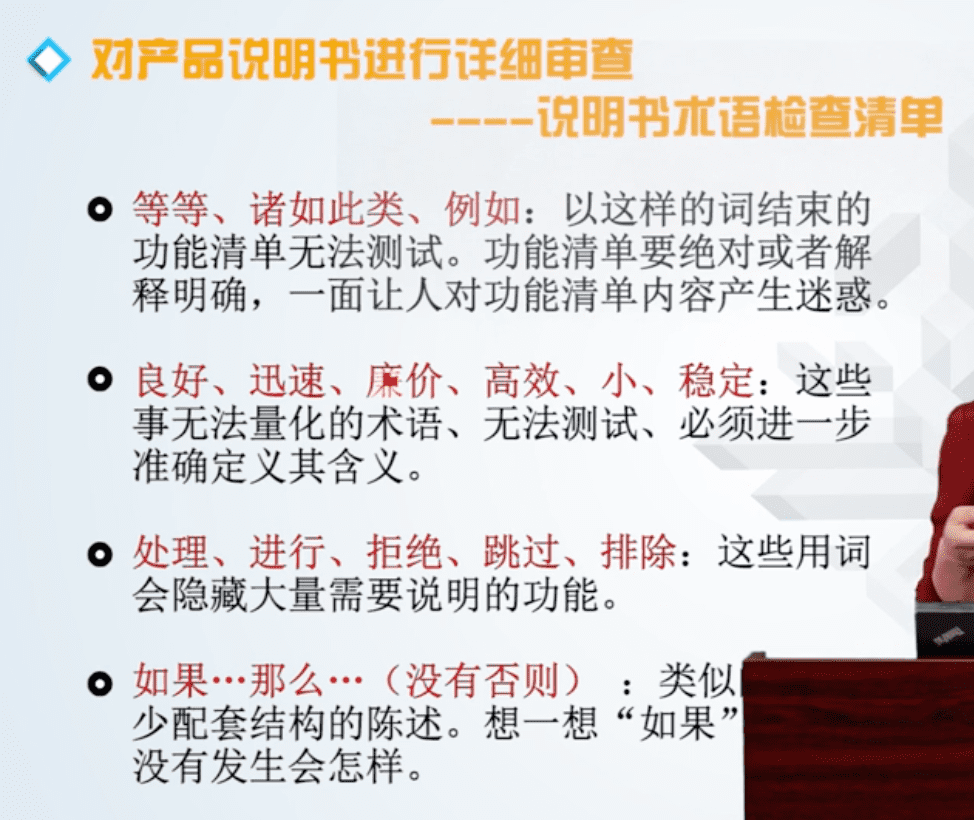 对产品说明书进行详细审查
----说明书术语检查清单
等等、诸如此类、例如：以这样的词结束的
功能清单无法测试。功能清单要绝对或者解
释明确，一面让人对功能清单内容产生迷惑。
良好、迅速、廉价、高效、小、稳定：这些
事无法量化的术语、无法测试、必须进一步
准确定义其含义。
处理、进行、拒绝、跳过、排除：这些用词
会隐藏大量需要说明的功能。
如果…那么…（没有否则）：类似
少配套结构的陈述。想一想“如果”
没有发生会怎样。